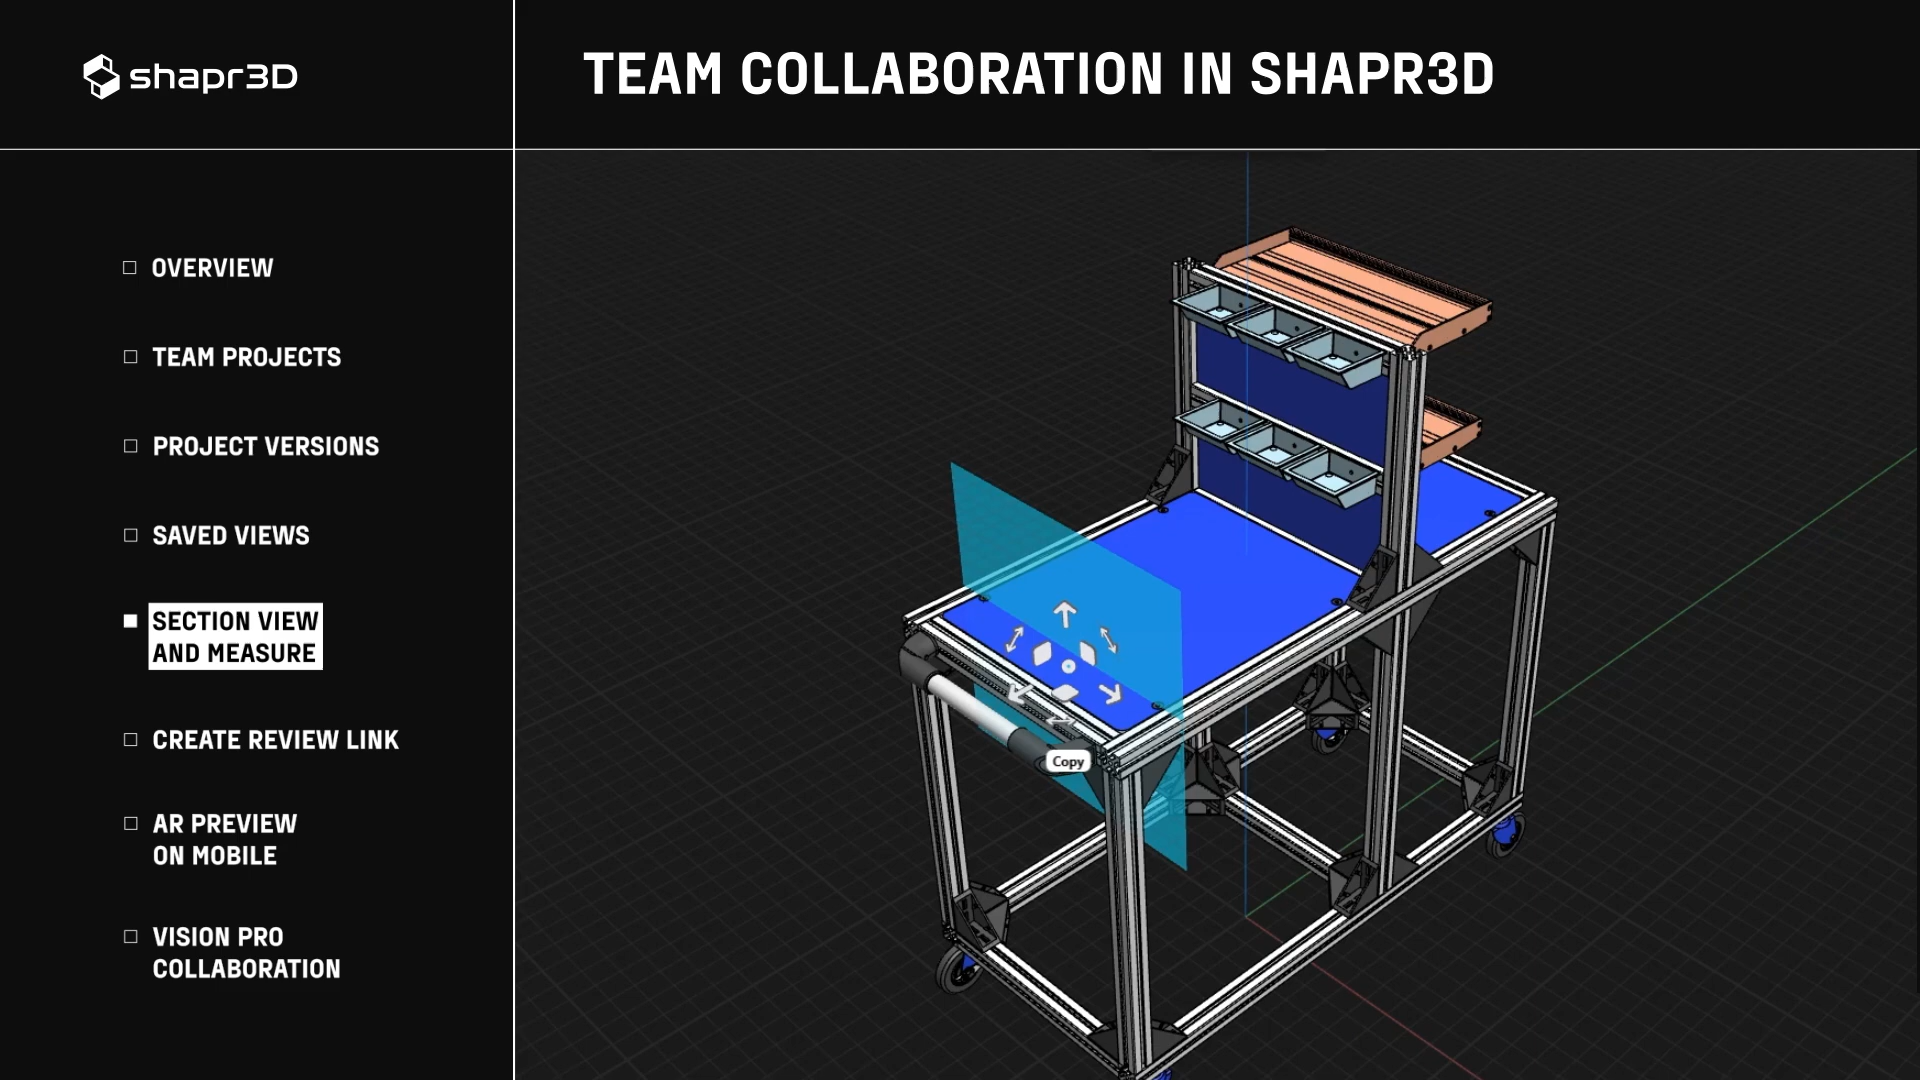 shapr3D
TEAM COLLABORATION IN SHAPR3D
OVERVIEW
TEAM PROJECTS
PROJECT VERSIONS
SAVED VIEWS
SECTION VIEW
AND MEASURE
CREATE REVIEW LINK
AR PREVIEW
ON MOBILE
VISION PRO
COLLABORATION
Copy